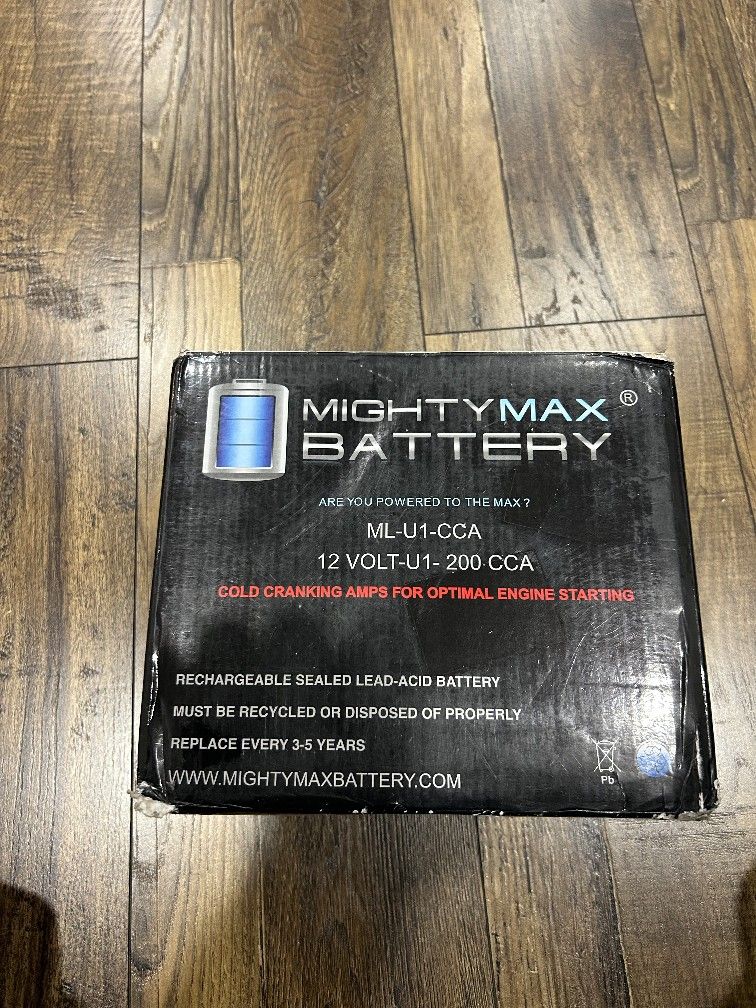 MIGHTYMAX ®
BATTERY
ARE YOU POWERED TO THE MAX ?
ML-U1-CCA
12 VOLT-U1- 200 CCA
COLD CRANKING AMPS FOR OPTIMAL ENGINE STARTING
RECHARGEABLE SEALED LEAD-ACID BATTERY
MUST BE RECYCLED OR DISPOSED OF PROPERLY
REPLACE EVERY 3-5 YEARS
WWW.MIGHTYMAXBATTERY.COM
Pb